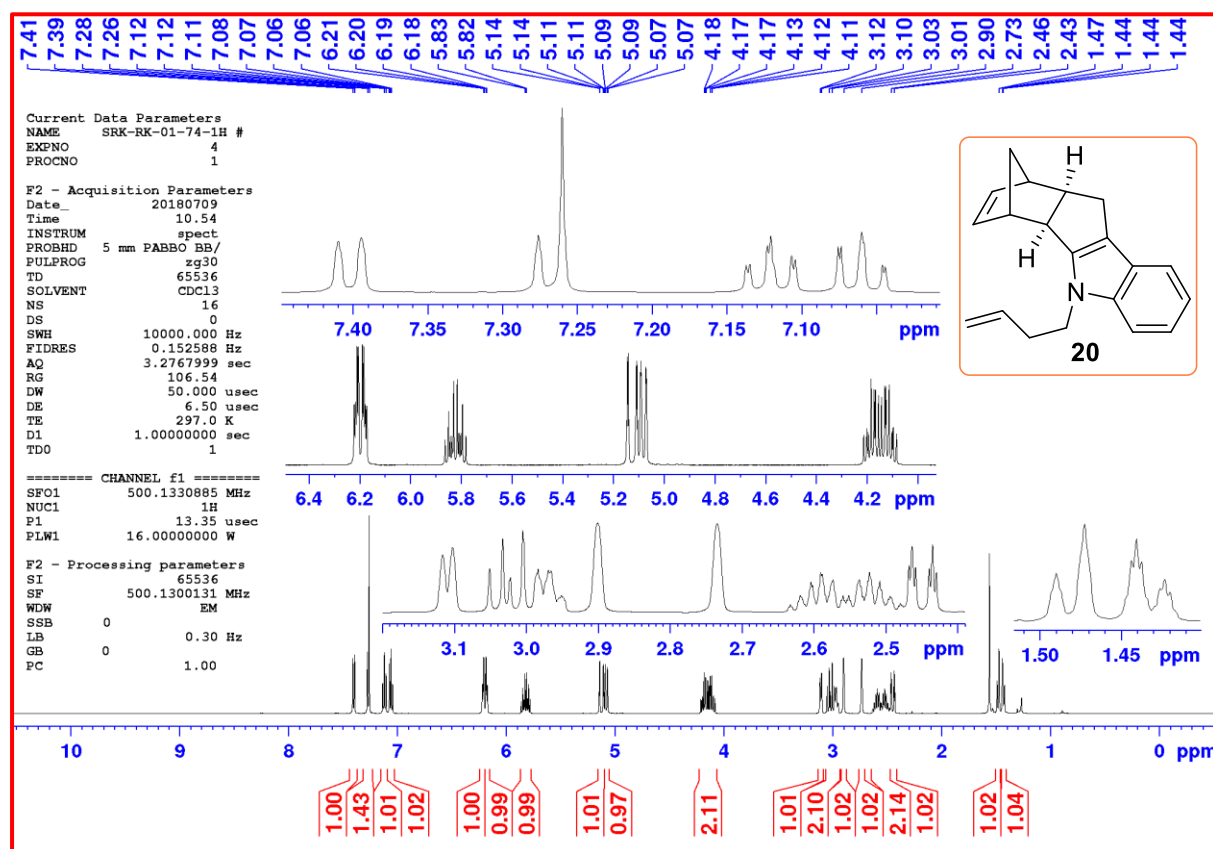 7.41 7.39 7.28 7.26 7.12 7.12 7.11 7.08 7.07 7.06 7.06 6.21 6.20 6.19 6.18 5.83 5.82 5.14 5.14 5.11 5.11 5.09 5.09 5.07 5.07 4.18 4.17 4.17 4.13 4.12 4.11 3.12 3.10 3.03 3.01 2.90 2.73 2.46 2.43 1.47 1.444 1.444 1.44
Current Data Parameters
NAME SRK-RK-01-74-1H #
EXPNO 4
PROCNO 1
F2 - Acquisition Parameters
Date_ 20180709
Time 10.54
INSTRUM spect
PROBHD 5 mm PABBO BB/
PULPROG zg30
TD 65536
SOLVENT CDCl3
NS 16
DS 0
SWH 10000.000 Hz
FIDRES 0.152588 Hz
AQ 3.2767999 sec
RG 106.54
DW 50.000 usec
DE 6.50 usec
TE 297.0 K
D1 1.00000000 sec
TD0 1
======== CHANNEL f1 ========
SFO1 500.1330885 MHz
NUC1 1H
P1 13.35 usec
PLW1 16.00000000 W
F2 - Processing parameters
SI 65536
SF 500.1300131 MHz
WDW EM
SSB 0
LB 0.30 Hz
GB 0
PC 1.00
H
H
N
20
7.40 7.35 7.30 7.25 7.20 7.15 7.10 ppm
6.4 6.2 6.0 5.8 5.6 5.4 5.2 5.0 4.8 4.6 4.4 4.2 ppm
3.1 3.0 2.9 2.8 2.7 2.6 2.5 ppm
1.50 1.45 ppm
10 9 8 7 6 5 4 3 2 1 0 ppm
1.00 1.43 1.01 1.02 1.00 0.99 0.99 1.01 0.97 2.11 1.01 2.10 1.02 1.02 2.14 1.02 1.02 1.04